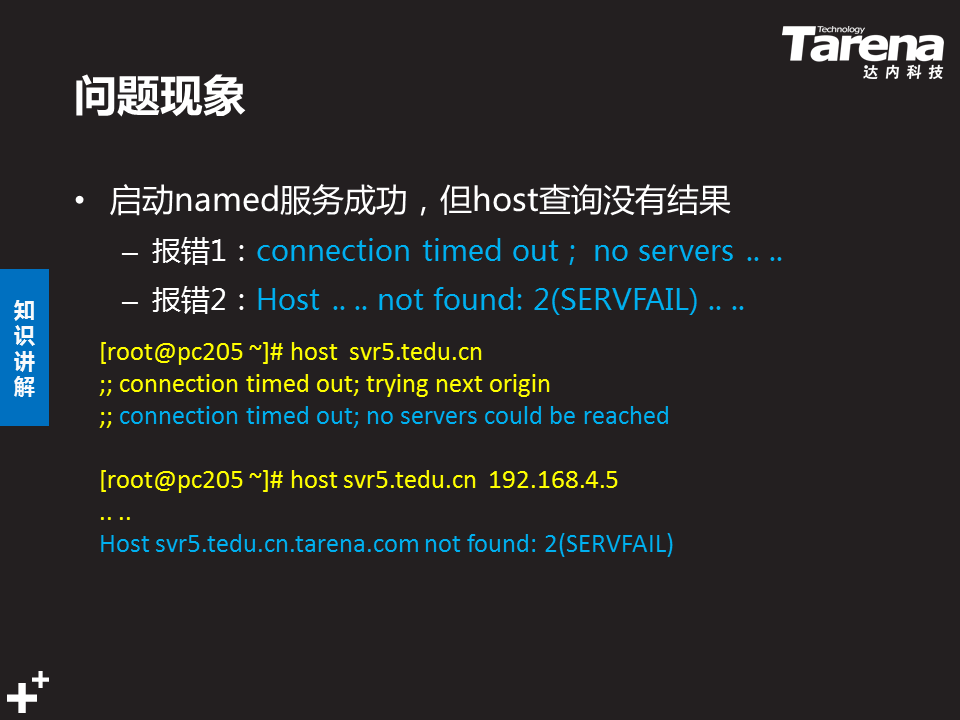 Technology
Tarena
达内科技
问题现象
• 启动named服务成功，但host查询没有结果
– 报错1：connection timed out； no servers .. ..
– 报错2：Host .. .. not found: 2(SERVFAIL) .. ..
知识讲解
[root@pc205 ~]# host  svr5.tedu.cn
;; connection timed out; trying next origin
;; connection timed out; no servers could be reached
[root@pc205 ~]# host svr5.tedu.cn  192.168.4.5
.. ..
Host svr5.tedu.cn.tarena.com not found: 2(SERVFAIL)